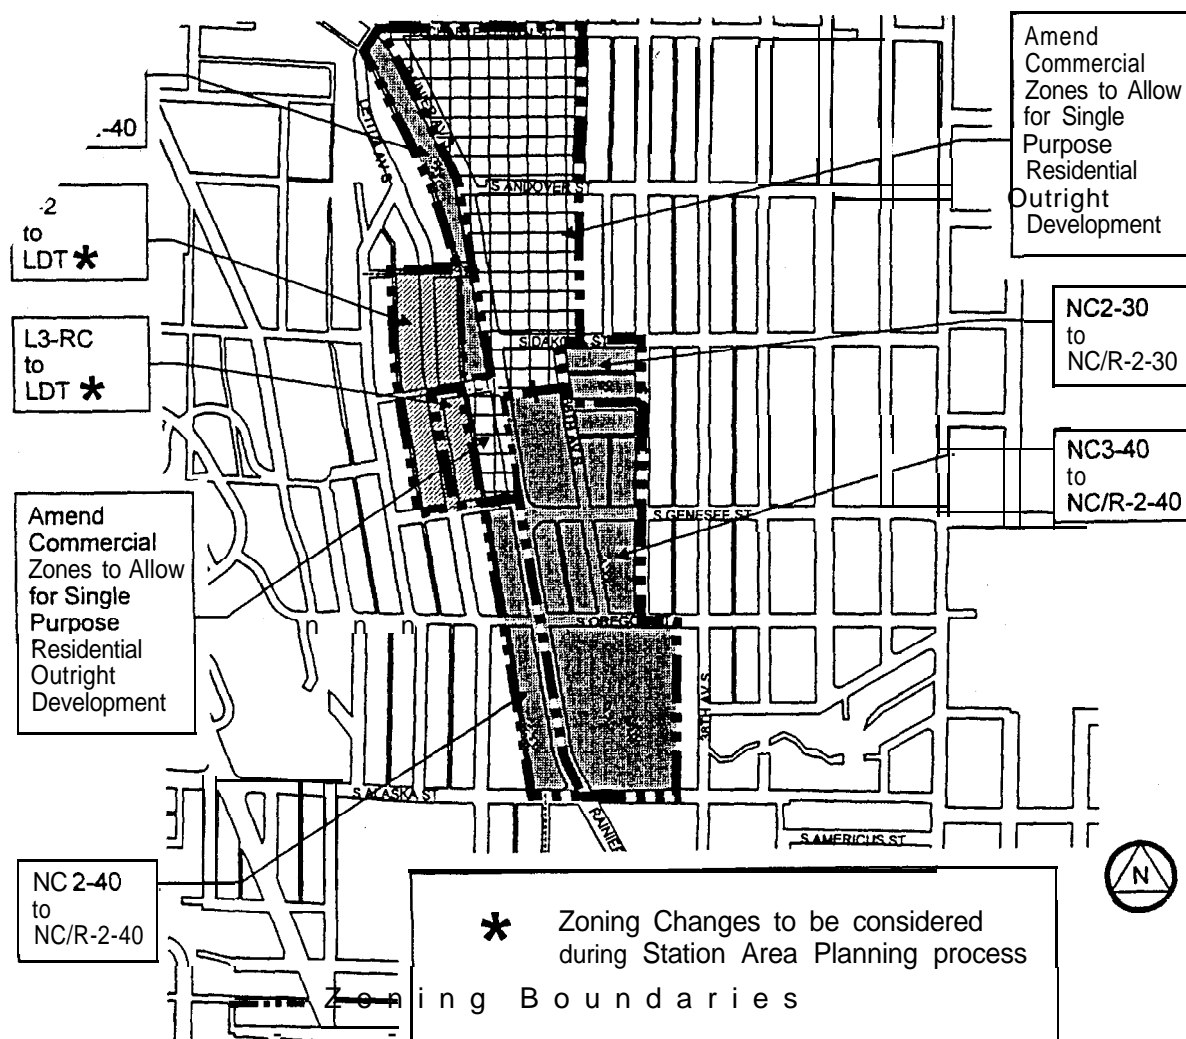 Amend
Commercial
Zones to Allow
for Single
Purpose
Residential
Outright
Development
-40
S ANDOVER ST
-2
to
LDT *
NC2-30
to
NC/R-2-30
L3-RC
to
LDT *
NC3-40
to
NC/R-2-40
S GENESEE ST
Amend
Commercial
Zones to Allow
for Single
Purpose
Residential
Outright
Development
38TH AV S
S ALASKA ST
RAINIER
S AMERICUS ST
N
NC 2-40
to
NC/R-2-40
* Zoning Changes to be considered
during Station Area Planning process
Zoning Boundaries